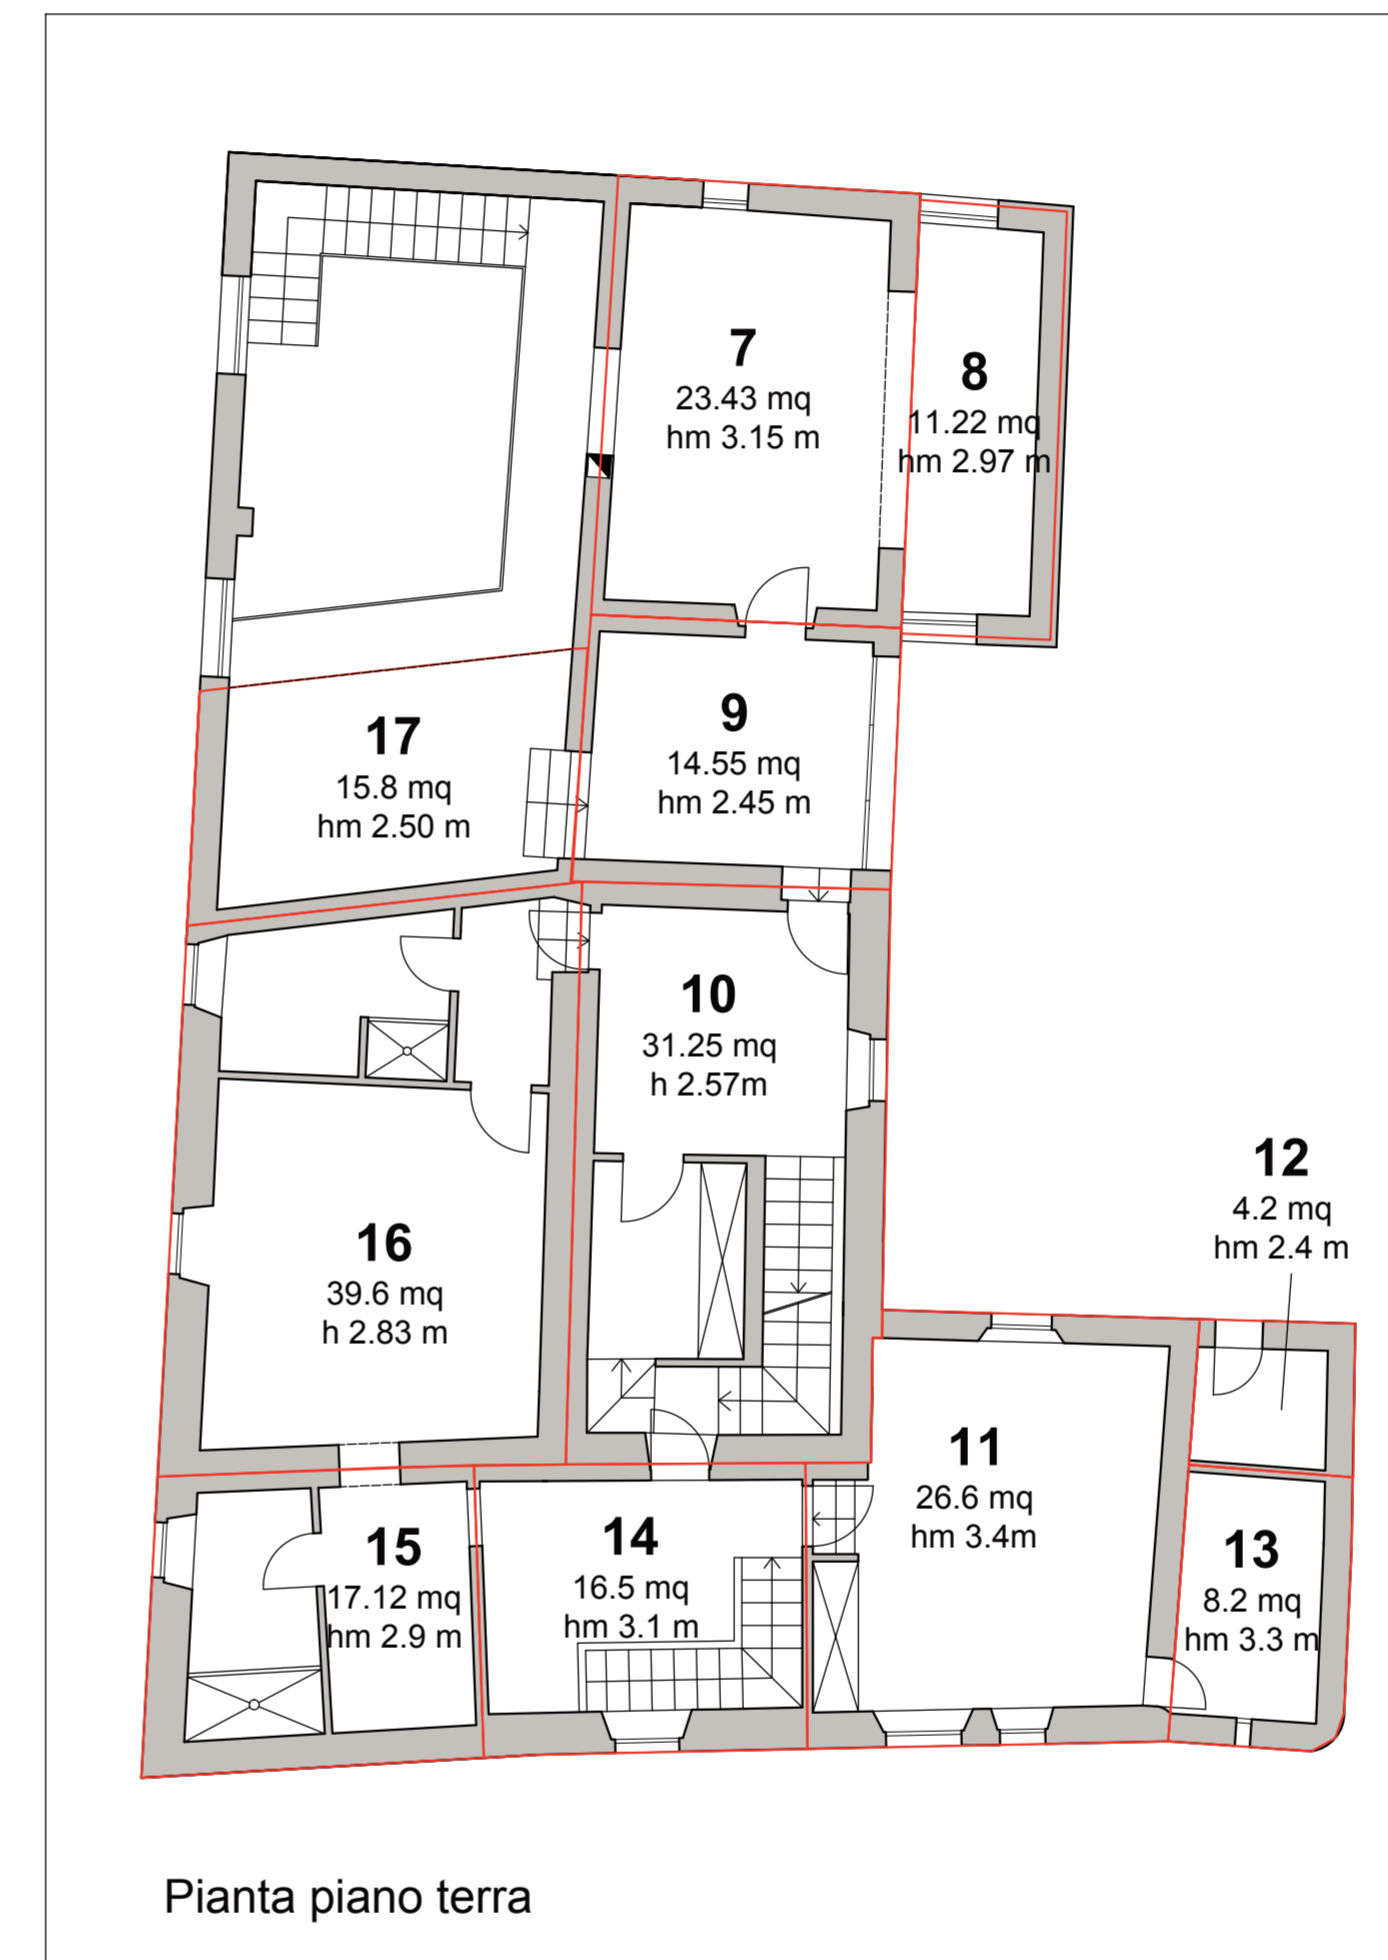 7
23.43 mq
hm 3.15 m
8
11.22 mq
hm 2.97 m
17
15.8 mq
hm 2.50 m
9
14.55 mq
hm 2.45 m
10
31.25 mq
h 2.57m
12
4.2 mq
hm 2.4 m
16
39.6 mq
h 2.83 m
11
26.6 mq
hm 3.4m
15
17.12 mq
hm 2.9 m
14
16.5 mq
hm 3.1 m
13
8.2 mq
hm 3.3 m
Pianta piano terra